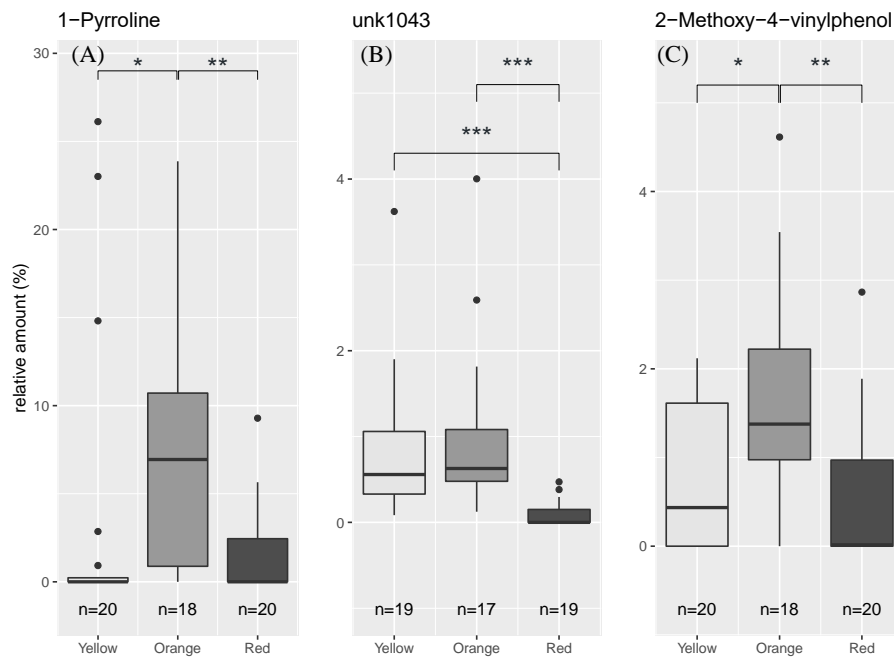 1−Pyrroline
unk1043
2−Methoxy−4−vinylphenol
(A)
*
**
(B)
***
***
(C)
*
**
relative amount (%)
30
20
10
0
n=20
n=18
n=20
Yellow
Orange
Red
4
2
0
n=19
n=17
n=19
Yellow
Orange
Red
4
2
0
n=20
n=18
n=20
Yellow
Orange
Red